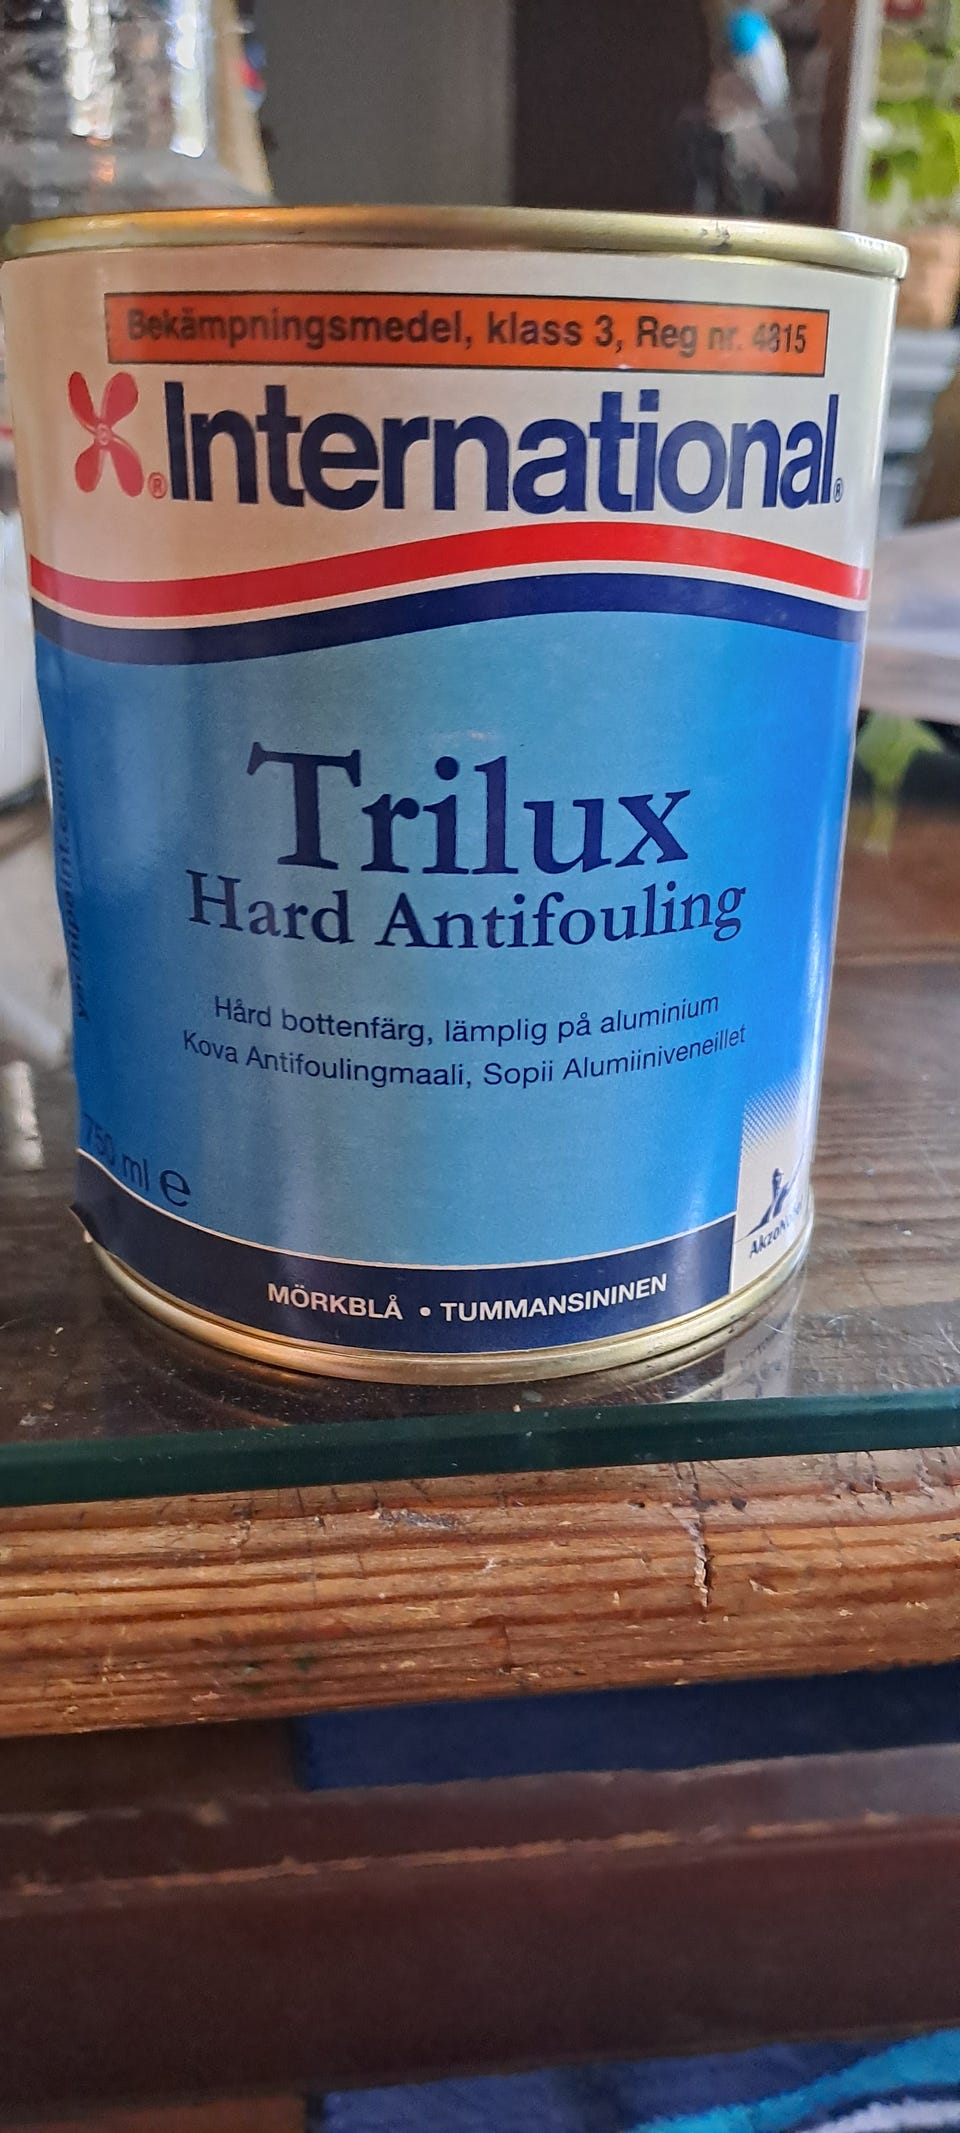 Bekämpningsmedel, klass 3, Reg nr. 4815
International®
Trilux
Hard Antifouling
Hård bottenfärg, lämplig på aluminium
Kova Antifoulingmaali, Sopii Alumiiniveneillet
750 ml e
AkzoNobel
MÖRKBLÅ • TUMMANSININEN